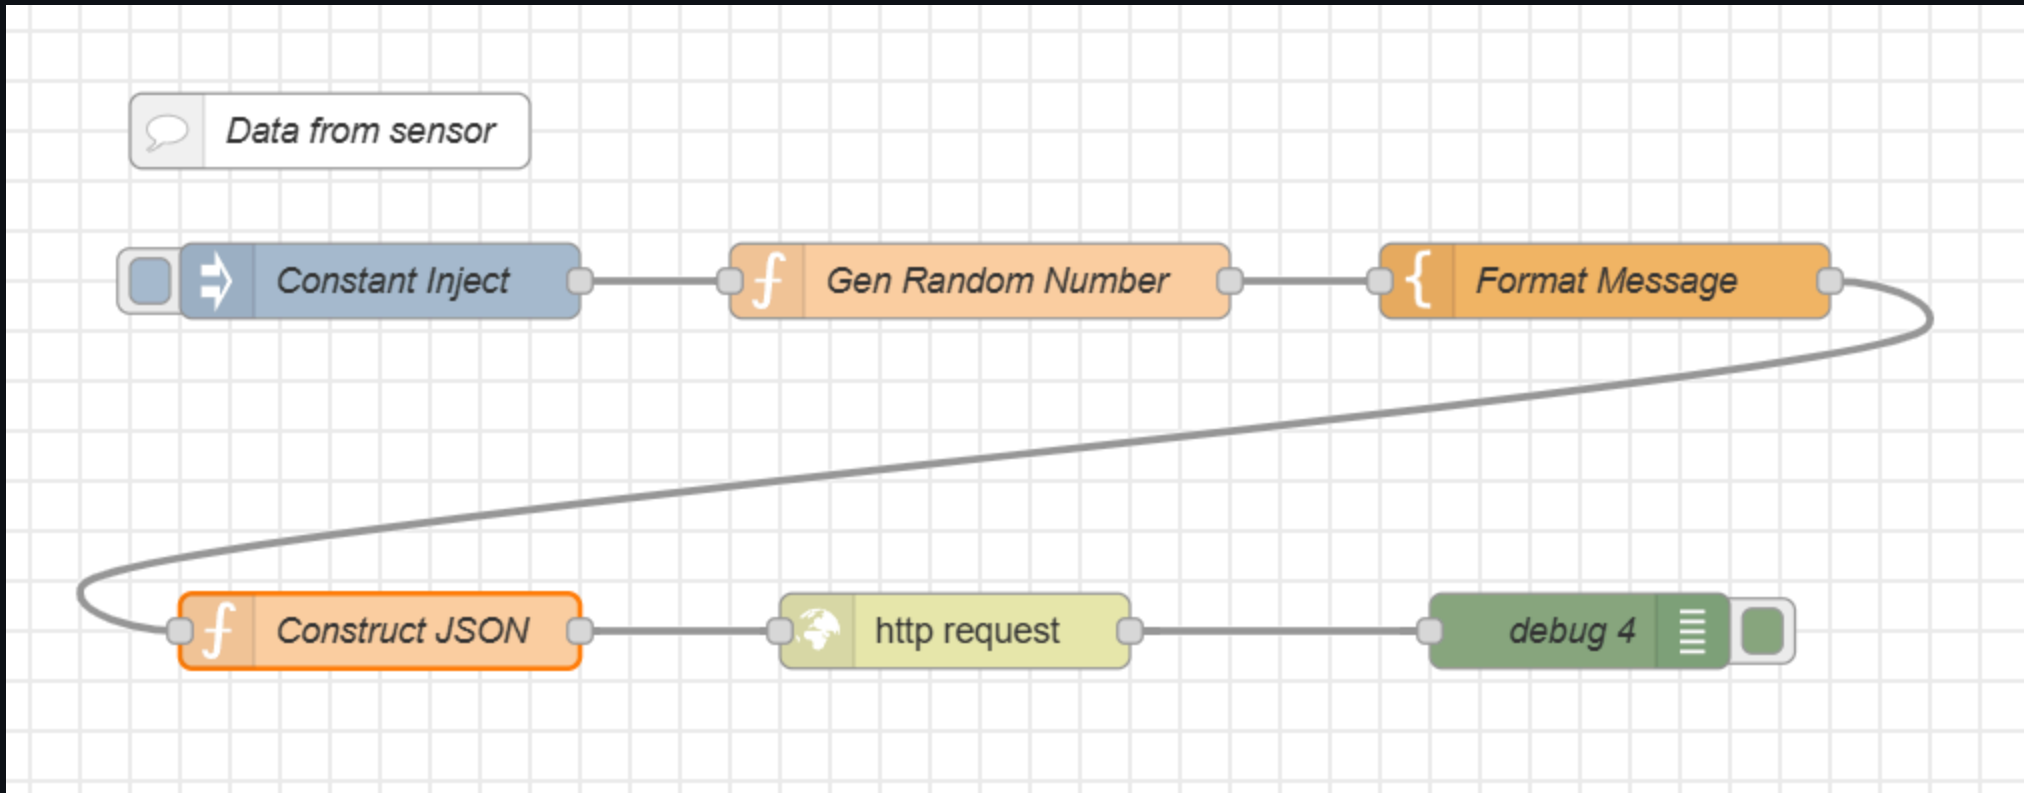 Data from sensor
Constant Inject
Gen Random Number
Format Message
Construct JSON
http request
debug 4